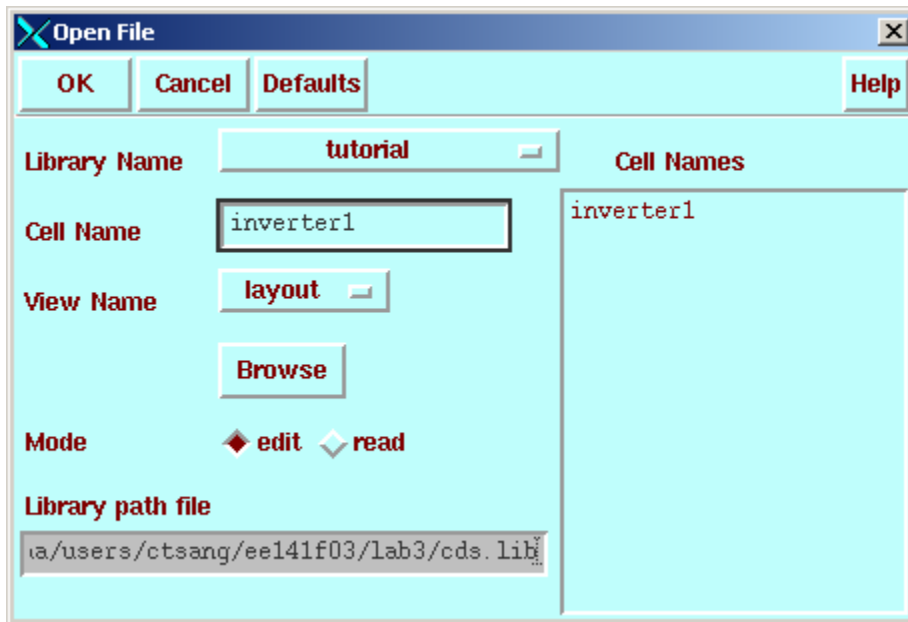 Open File
OK Cancel Defaults Help
Library Name tutorial
Cell Name inverter1
View Name layout
Browse
Mode edit read
Library path file
a/users/ctsang/ee141f03/lab3/cds.lib
Cell Names
inverter1